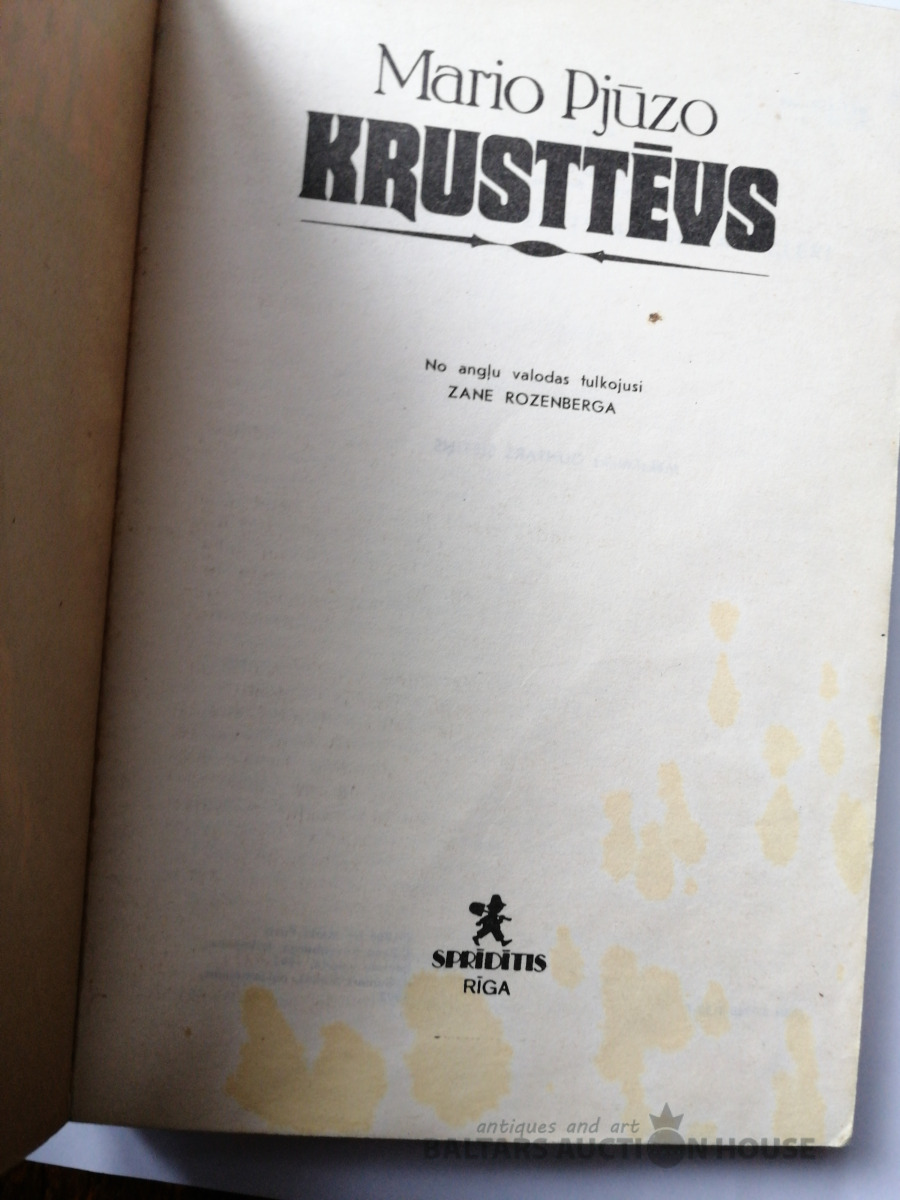 Mario Pjūzo
KRUSTTĒVS
No angļu valodas tulkojusi
ZANE ROZENBERGA
SPRĪDĪTIS
RĪGA
antiques and art
BALTARS AUCTION HOUSE